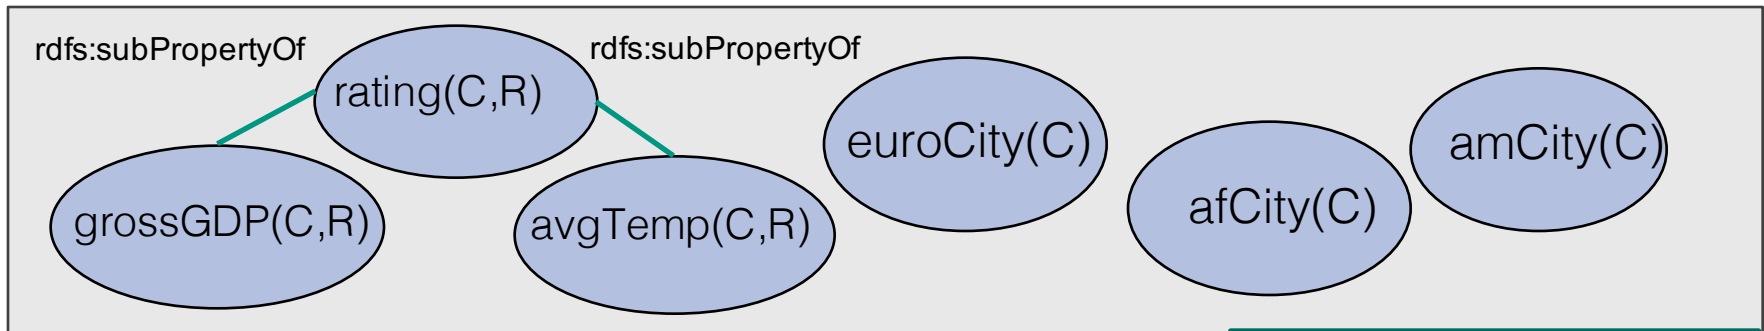 rdfs:subPropertyOf
rdfs:subPropertyOf
rating(C,R)
euroCity(C)
amCity(C)
afCity(C)
grossGDP(C,R)
avgTemp(C,R)